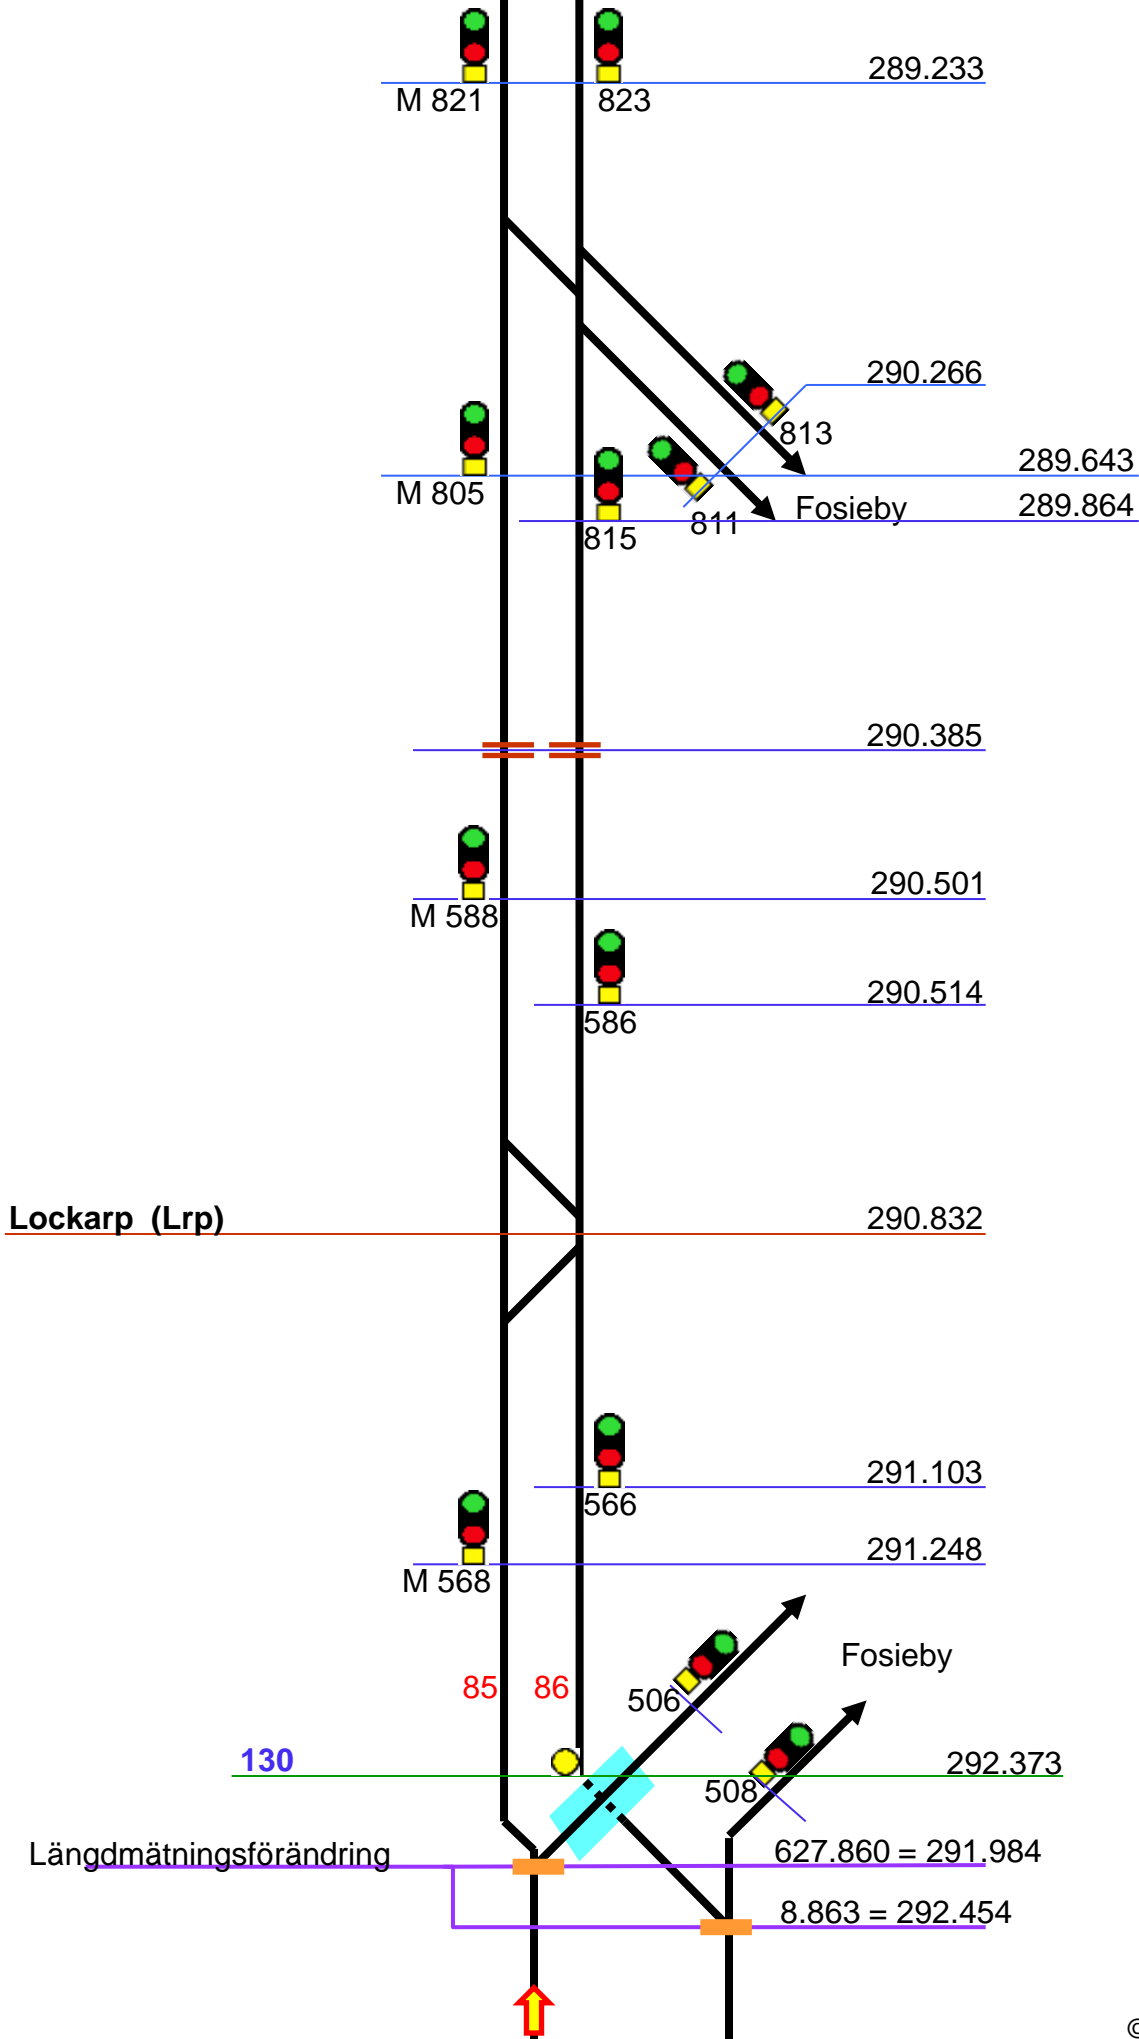 289.233
M 821
823
290.266
813
289.643
M 805
Fosieby
289.864
811
815
290.385
290.501
M 588
290.514
586
Lockarp (Lrp)
290.832
291.103
566
291.248
M 568
Fosieby
85
86
506
130
292.373
508
Längdmätningsförändring
627.860 = 291.984
8.863 = 292.454
©